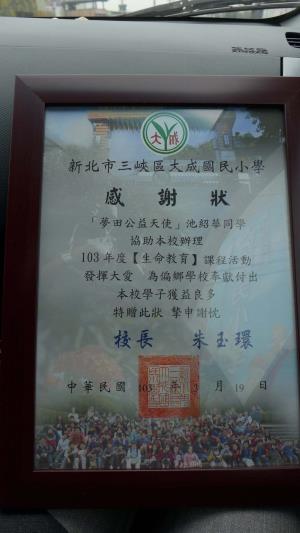 大成
新北市三峽區大成國民小學
感謝狀
「夢田公益天使」池紹華同學
協助本校辦理
103年度【生命教育】課程活動
發揮大愛 為偏鄉學校奉獻付出
本校學子獲益良多
特贈此狀 摯申謝忱
校長 朱玉環
中華民國 103 年 3 月 19 日